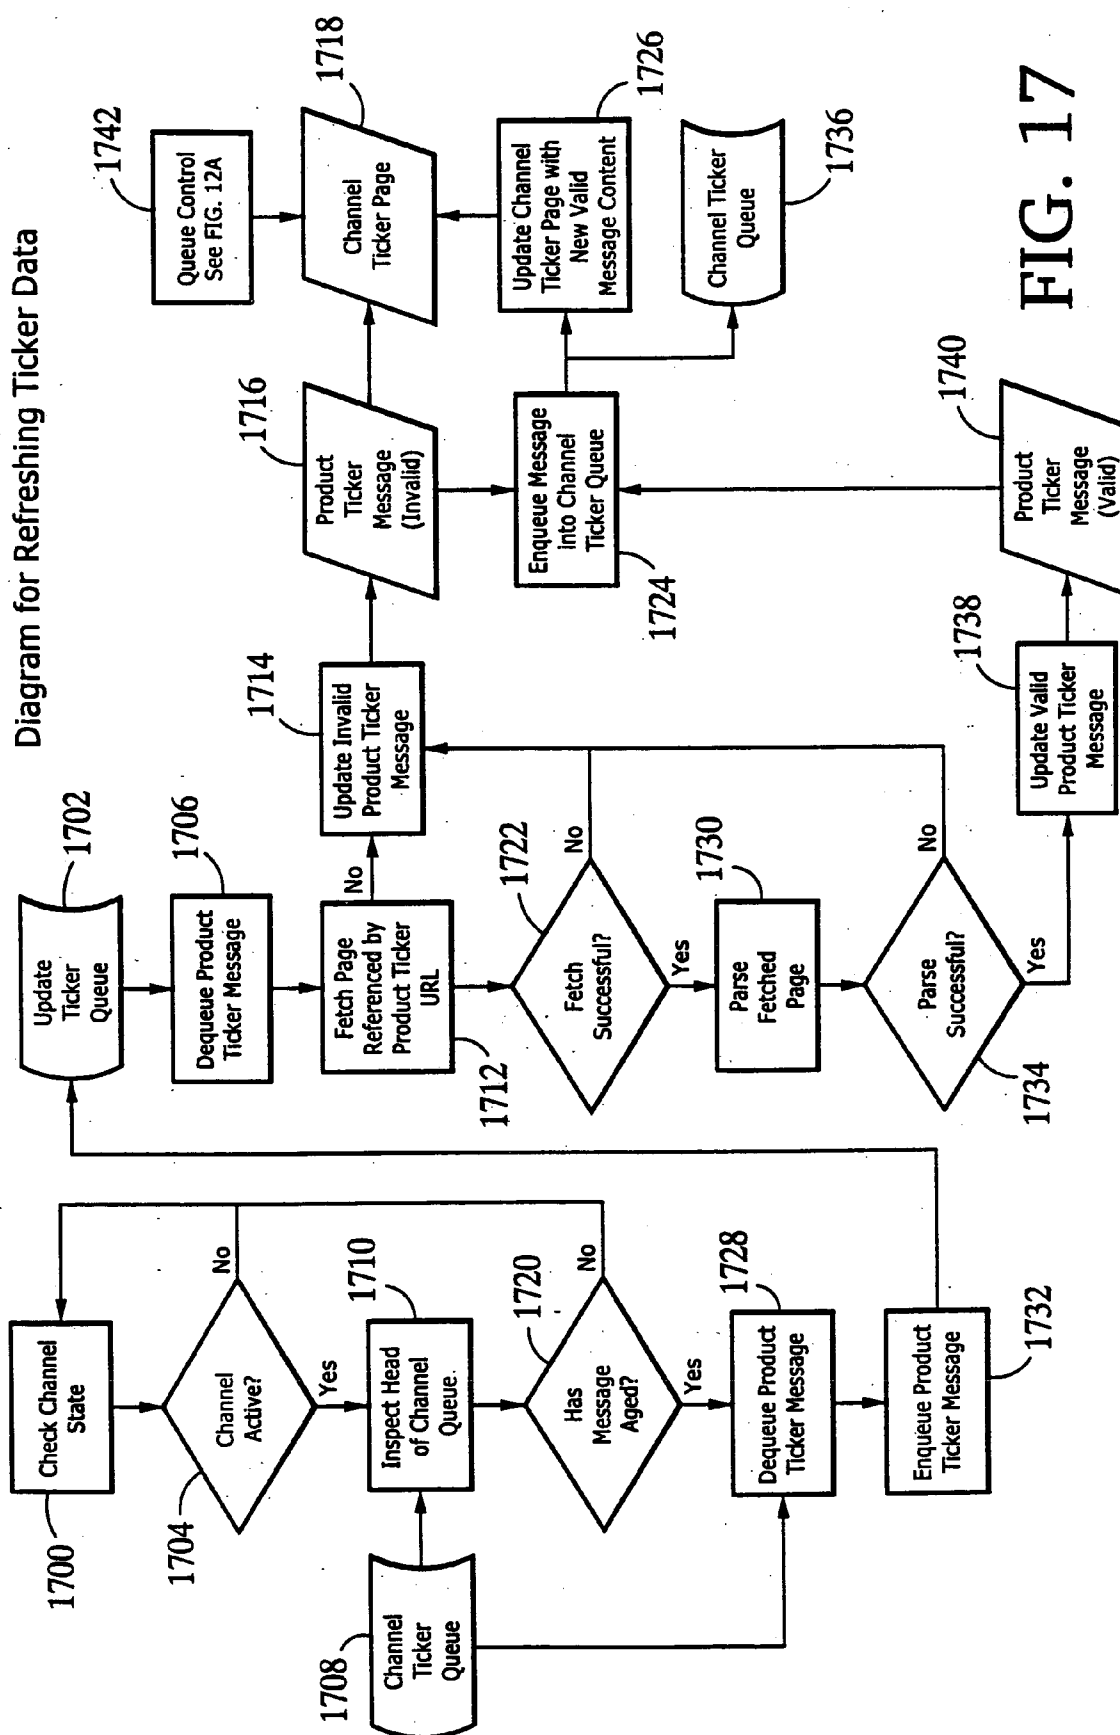 Diagram for Refreshing Ticker Data
1700
Check Channel
State
1704
Channel
Active?
No
Yes
1708
Channel
Ticker
Queue
1710
Inspect Head
of Channel
Queue.
1720
Has
Message
Aged?
No
Yes
1728
Dequeue Product
Ticker Message
1732
Enqueue Product
Ticker Message
1702
Update
Ticker
Queue
1706
Dequeue Product
Ticker Message
1712
Fetch Page
Referenced by
Product Ticker
URL
No
1722
Fetch
Successful?
No
Yes
1730
Parse
Fetched
Page
1734
Parse
Successful?
No
Yes
1714
Update Invalid
Product Ticker
Message
1738
Update Valid
Product Ticker
Message
1716
Product
Ticker
Message
(Invalid)
1724
Enqueue Message
into Channel
Ticker Queue
1740
Product
Ticker
Message
(Valid)
1742
Queue Control
See FIG. 12A
1718
Channel
Ticker Page
1726
Update Channel
Ticker Page with
New Valid
Message Content
1736
Channel Ticker
Queue
FIG. 17